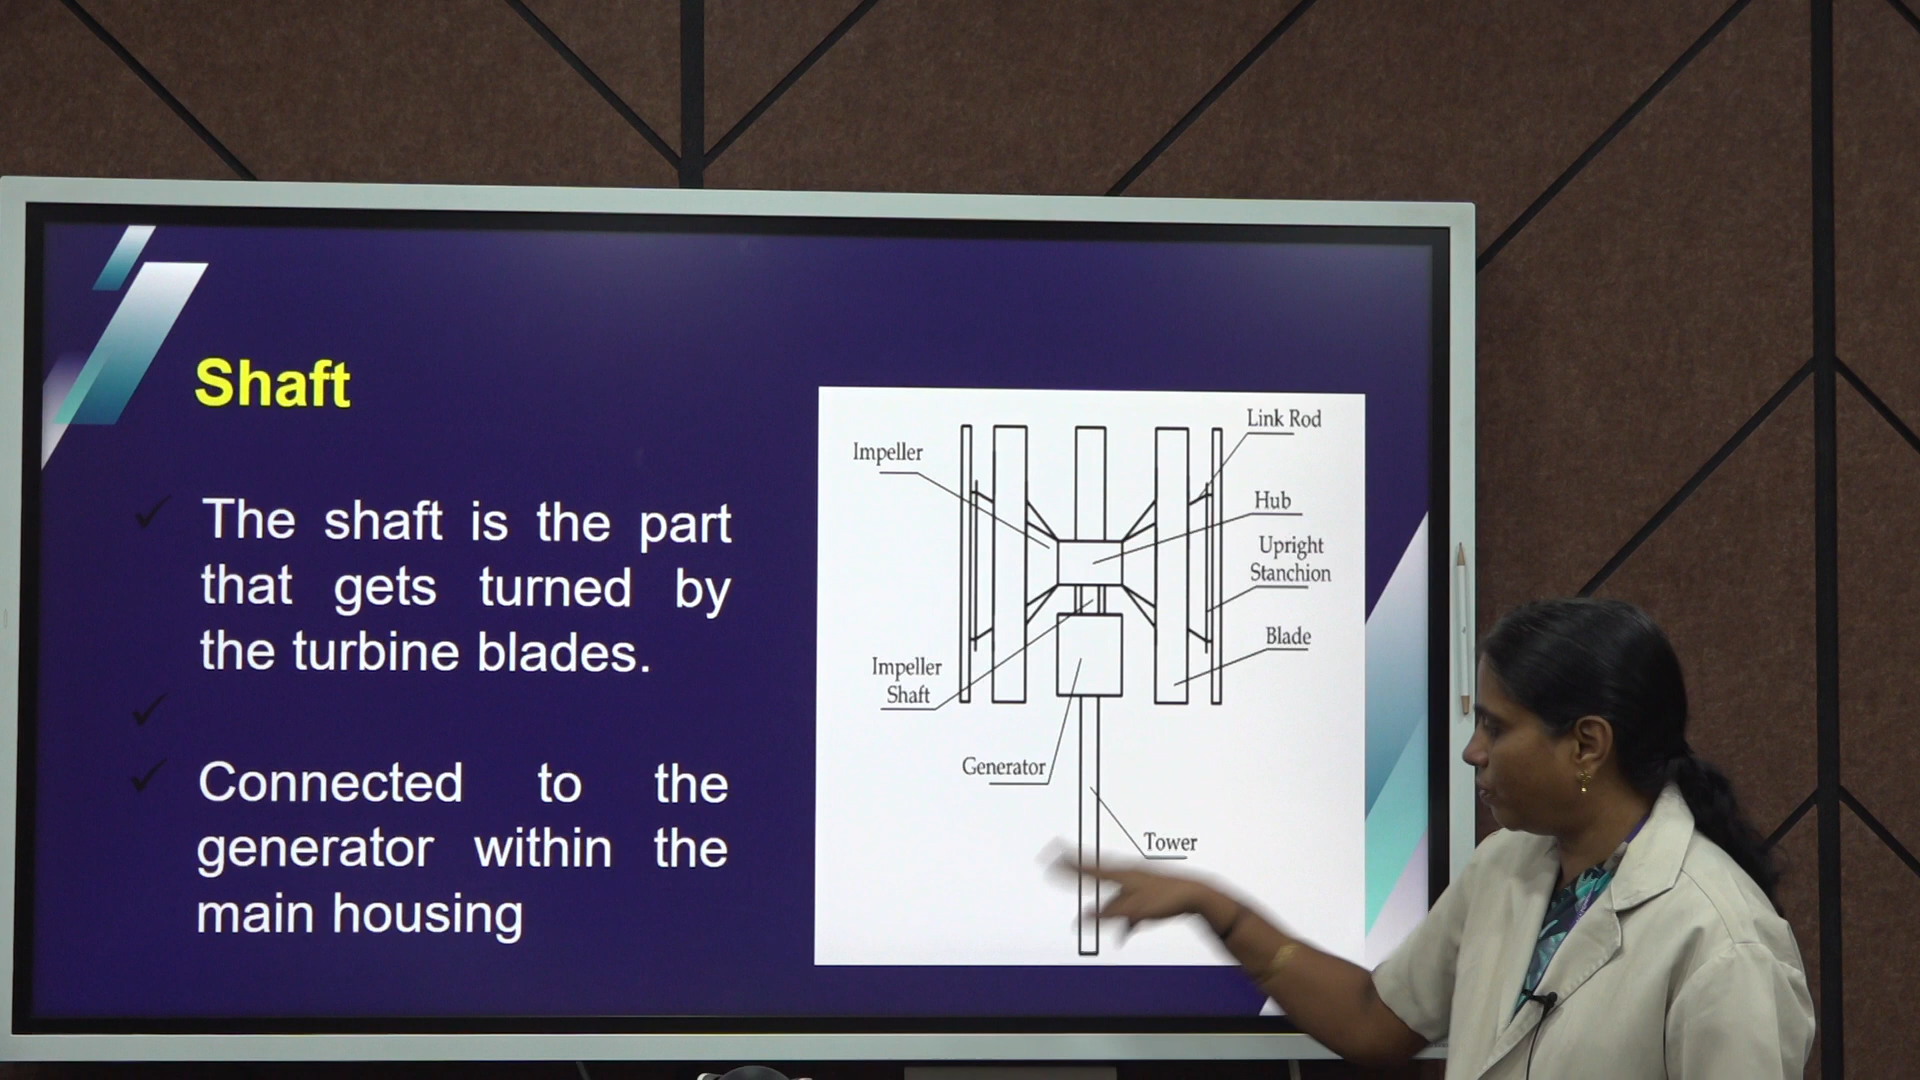 Shaft
The shaft is the part
that gets turned by
the turbine blades.
Connected to the
generator within the
main housing
Link Rod
Impeller
Hub
Upright
Stanchion
Blade
Impeller
Shaft
Generator
Tower